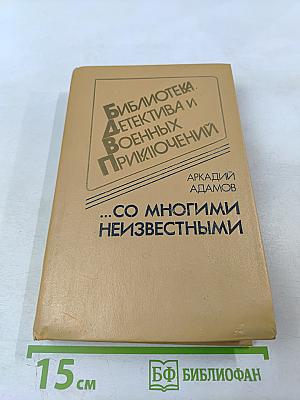 БИБЛИОТЕКА
ДЕТЕКТИВА И
ВОЕННЫХ
ПРИКЛЮЧЕНИЙ
АРКАДИЙ
АДАМОВ
...СО МНОГИМИ
НЕИЗВЕСТНЫМИ
15 см
БФ БИБЛИОФАН